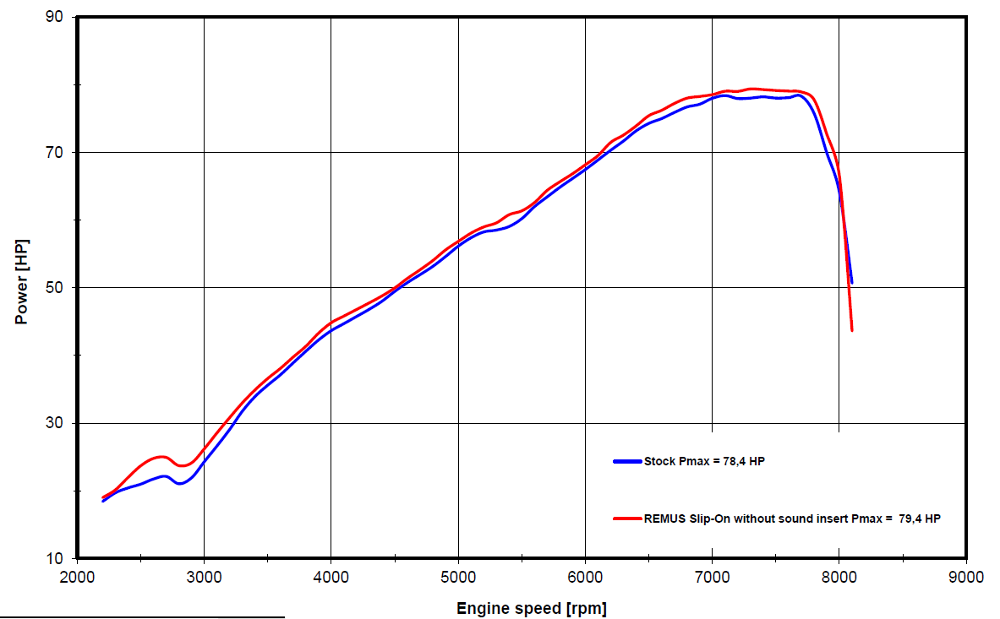 90
70
50
30
10
Power [HP]
Stock Pmax = 78,4 HP
REMUS Slip-On without sound insert Pmax = 79,4 HP
2000 3000 4000 5000 6000 7000 8000 9000
Engine speed [rpm]